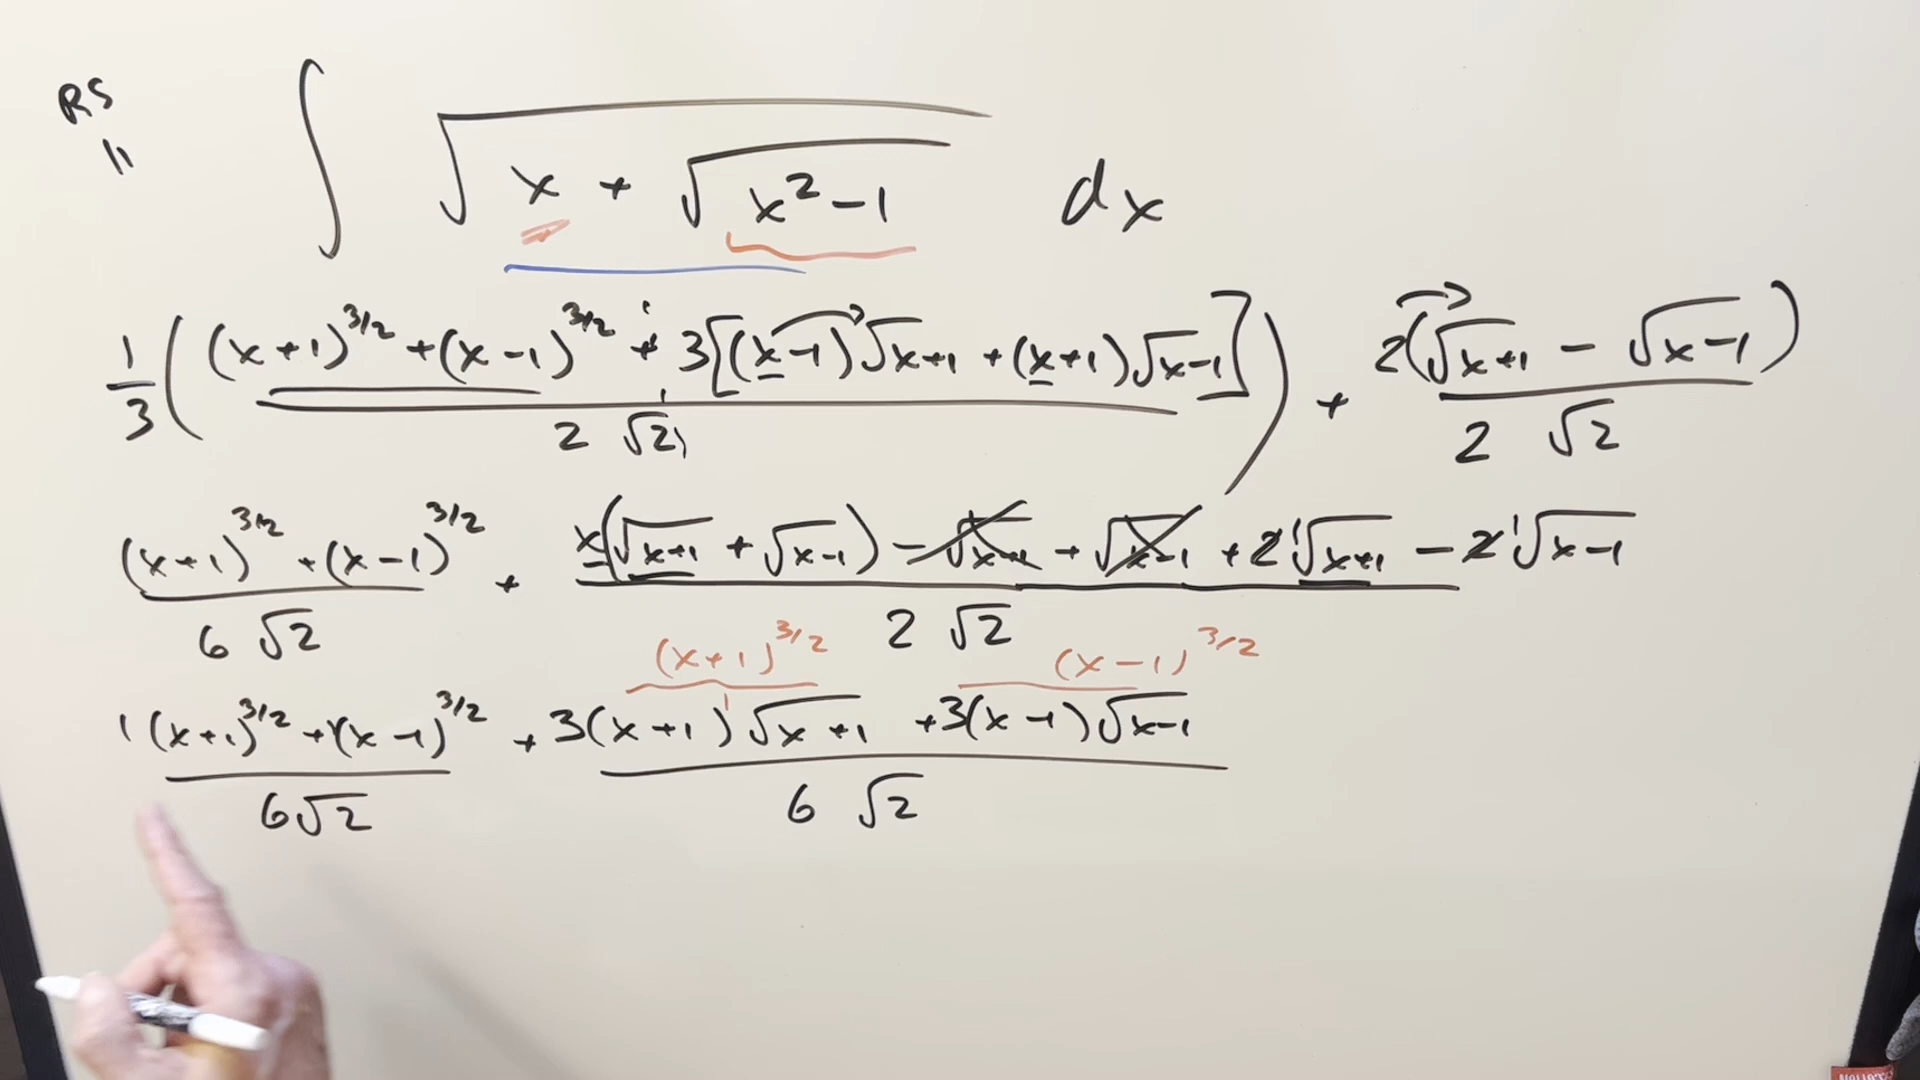 RS
11
∫ √(x + √(x² − 1)) dx
1/3 ( ((x+1)^3/2 + (x−1)^3/2 + 3[(x−1)√x+1 + (x+1)√x−1]) / 2√2 ) + 2(√x+1 − √x−1) / 2√2
((x+1)^3/2 + (x−1)^3/2) / 6√2 + (x(√x+1 + √x−1) − √x+1 + √x−1 + 2√x+1 − 2√x−1) / 2√2
(x+1)^3/2 (x−1)^3/2
(1(x+1)^3/2 + 1(x−1)^3/2) / 6√2 + (3(x+1)¹√x+1 + 3(x−1)√x−1) / 6√2